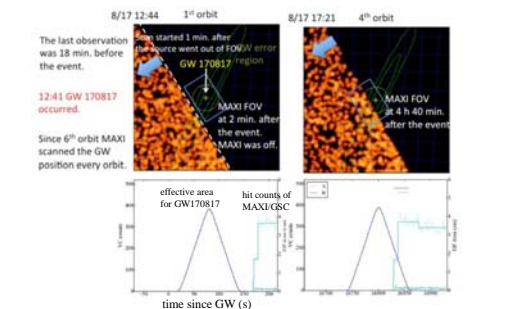 8/17 12:44
1st orbit
8/17 17:21
4th orbit
The last observation
was 18 min. before
the event.
12:41 GW 170817
occurred.
Since 6th orbit MAXI
scanned the GW
position every orbit.
Scan started 1 min. after
the source went out of FOV
GW error
region
GW 170817
MAXI FOV
at 2 min. after
the event.
MAXI was off.
MAXI FOV
at 4 h 40 min.
after the event
effective area
for GW170817
hit counts of
MAXI/GSC
time since GW (s)